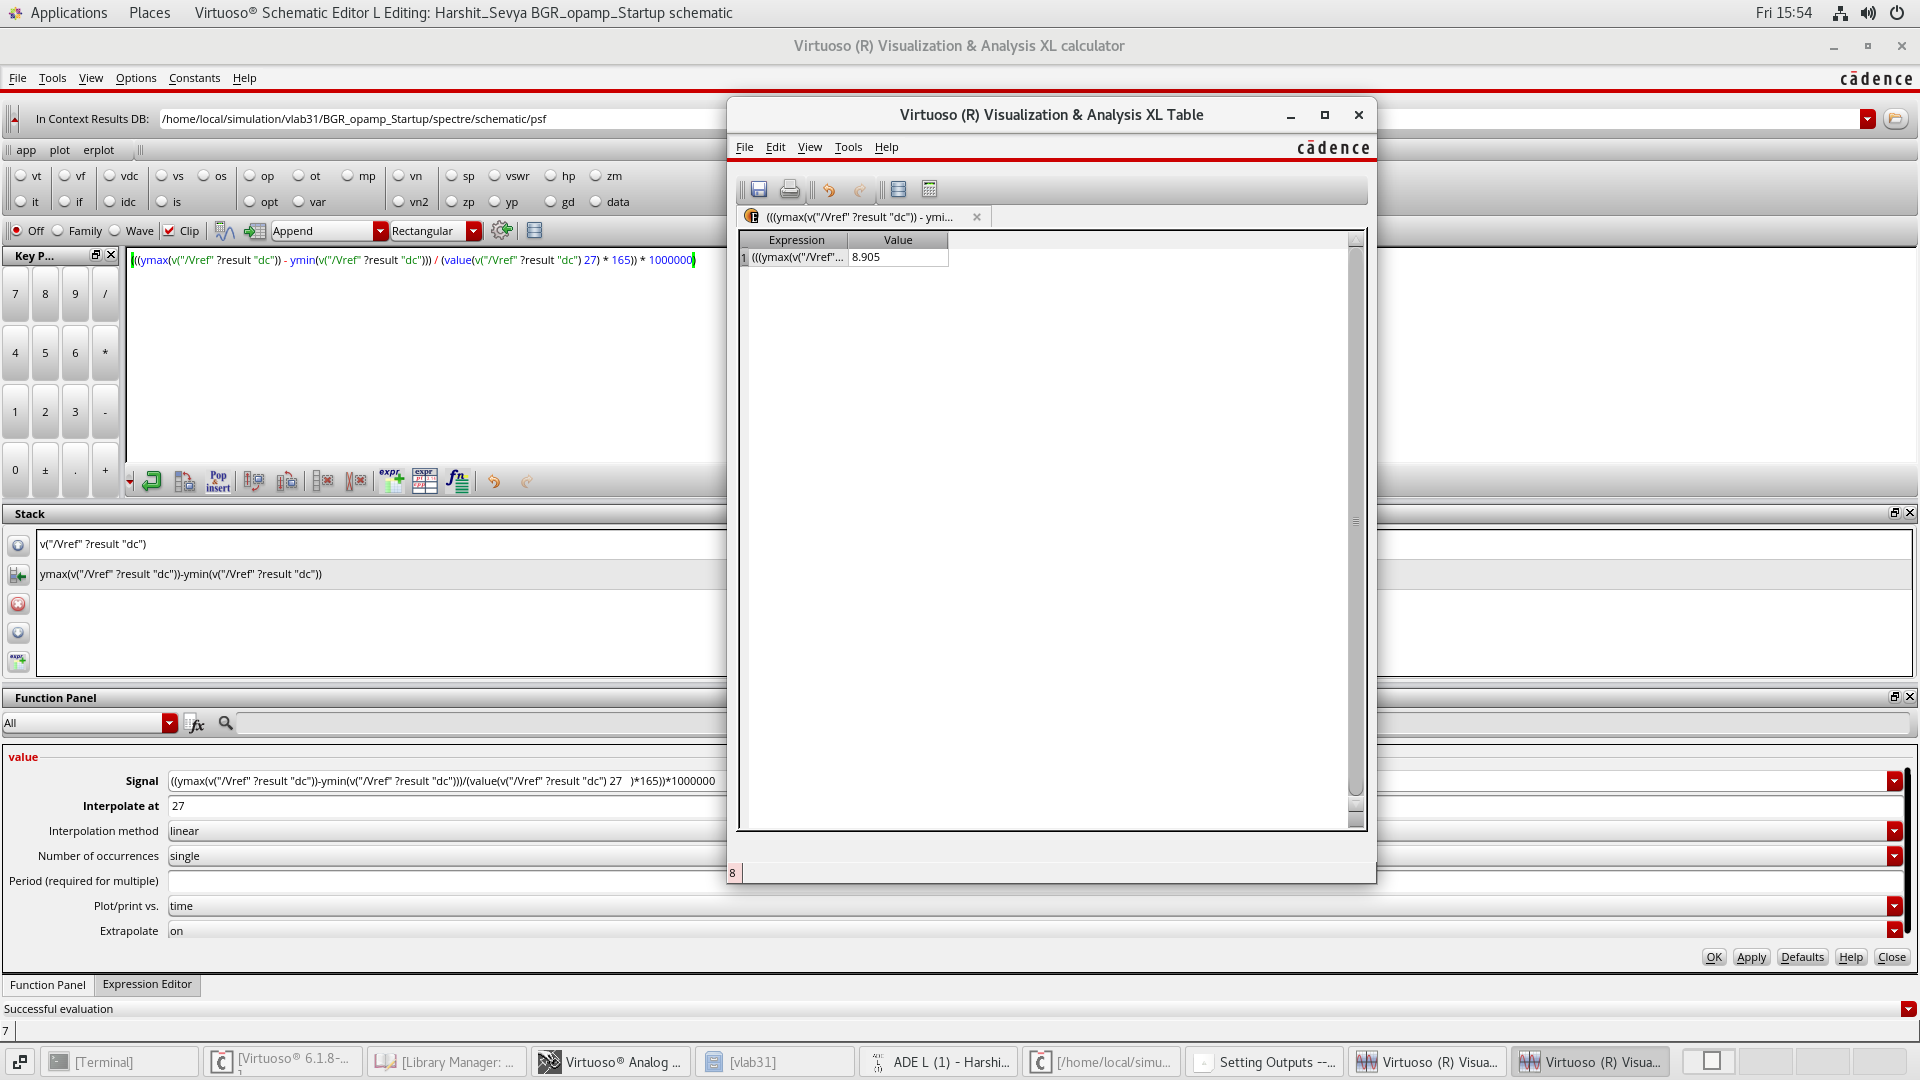 Applications Places Virtuoso® Schematic Editor L Editing: Harshit_Sevya BGR_opamp_Startup schematic Fri 15:54
Virtuoso (R) Visualization & Analysis XL calculator
File Tools View Options Constants Help cādence
In Context Results DB: /home/local/simulation/vlab31/BGR_opamp_Startup/spectre/schematic/psf
app plot erplot
vt vf vdc vs os op ot mp vn sp vswr hp zm
it if idc is opt var vn2 zp yp gd data
Off Family Wave Clip Append Rectangular
Key P...
7 8 9 /
4 5 6 *
1 2 3 -
0 ± . +
(((ymax(v("/Vref" ?result "dc")) - ymin(v("/Vref" ?result "dc"))) / (value(v("/Vref" ?result "dc") 27) * 165)) * 1000000)
Pop & insert expr expr fn
Stack
v("/Vref" ?result "dc")
ymax(v("/Vref" ?result "dc"))-ymin(v("/Vref" ?result "dc"))
expr
Function Panel
All fx
value
Signal ((ymax(v("/Vref" ?result "dc"))-ymin(v("/Vref" ?result "dc")))/(value(v("/Vref" ?result "dc") 27 )*165))*1000000
Interpolate at 27
Interpolation method linear
Number of occurrences single
Period (required for multiple)
Plot/print vs. time
Extrapolate on
OK Apply Defaults Help Close
Function Panel Expression Editor
Successful evaluation
7
Virtuoso (R) Visualization & Analysis XL Table
File Edit View Tools Help cādence
(((ymax(v("/Vref" ?result "dc")) - ymi...
Expression Value
1 (((ymax(v("/Vref"... 8.905
8
[Terminal] [Virtuoso® 6.1.8-... [Library Manager: ... Virtuoso® Analog ... [vlab31] ADE L (1) - Harshi... [/home/local/simu... Setting Outputs --... Virtuoso (R) Visua... Virtuoso (R) Visua...